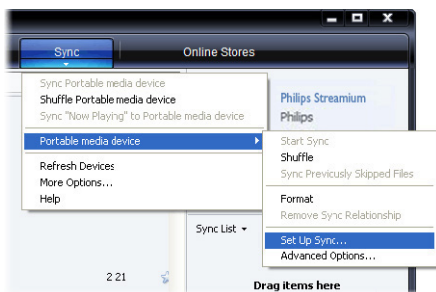 Sync
Online Stores
Sync Portable media device
Shuffle Portable media device
Sync "Now Playing" to Portable media device
Portable media device
Refresh Devices
More Options...
Help
Philips Streamium
Philips
Start Sync
Shuffle
Sync Previously Skipped Files
Format
Remove Sync Relationship
Set Up Sync...
Advanced Options...
Sync List
2 21
Drag items here